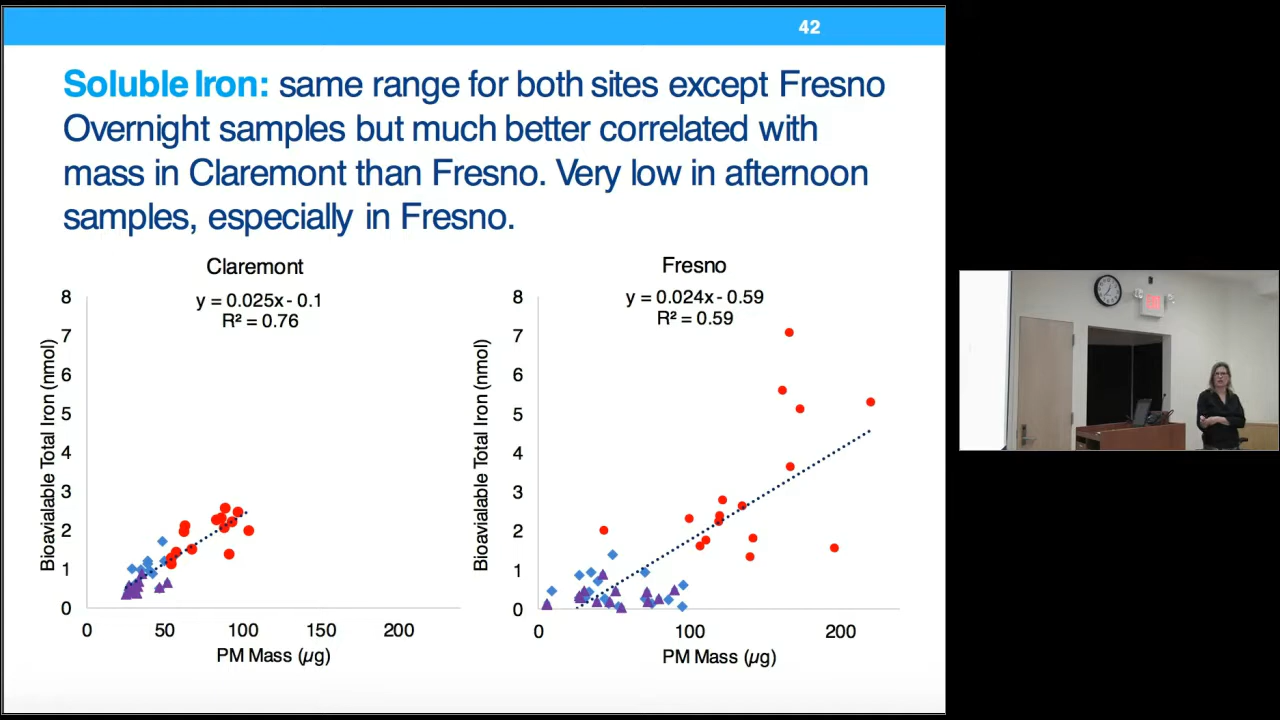 42
Soluble Iron: same range for both sites except Fresno
Overnight samples but much better correlated with
mass in Claremont than Fresno. Very low in afternoon
samples, especially in Fresno.
Claremont
y = 0.025x - 0.1
R² = 0.76
Bioavialable Total Iron (nmol)
8
7
6
5
4
3
2
1
0
0 50 100 150 200
PM Mass (µg)
Fresno
y = 0.024x - 0.59
R² = 0.59
Bioavialable Total Iron (nmol)
8
7
6
5
4
3
2
1
0
0 100 200
PM Mass (µg)